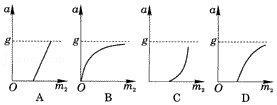 a a a a
g g g g
O m₂ O m₂ O m₂ O m₂
A B C D